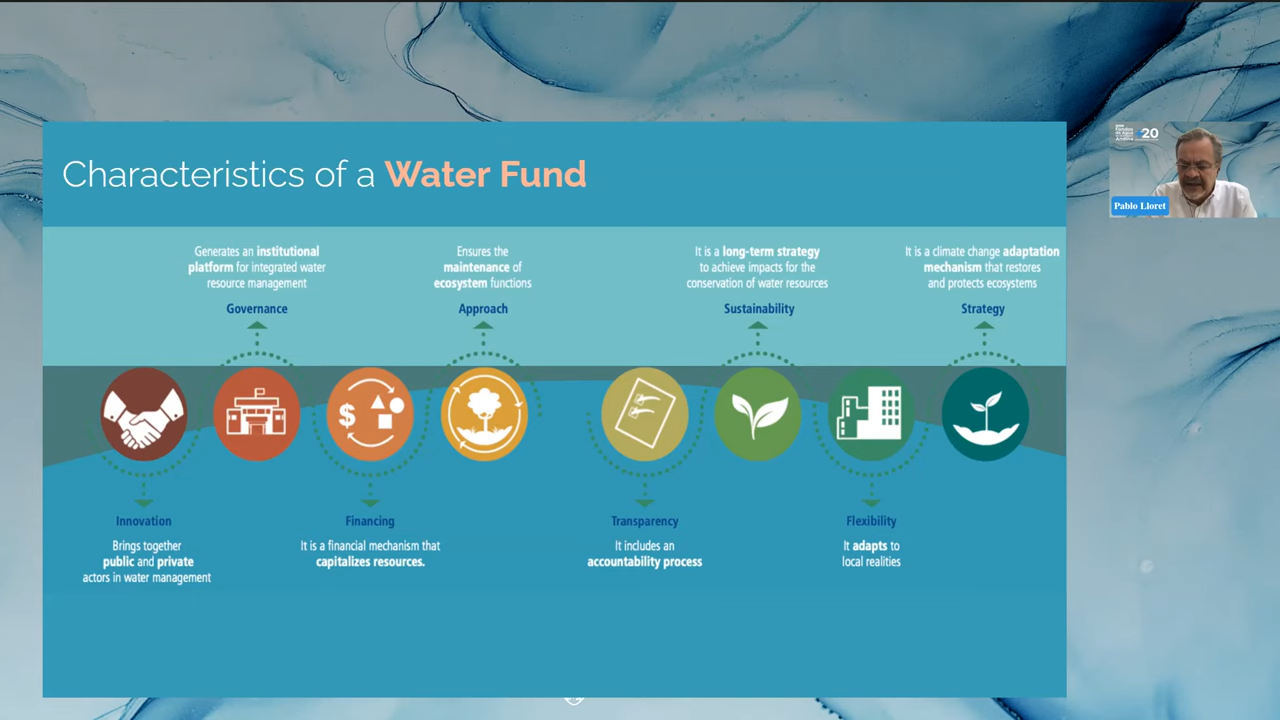 Characteristics of a Water Fund
Generates an institutional
platform for integrated water
resource management
Governance
Ensures the
maintenance of
ecosystem functions
Approach
It is a long-term strategy
to achieve impacts for the
conservation of water resources
Sustainability
It is a climate change adaptation
mechanism that restores
and protects ecosystems
Strategy
$
Innovation
Brings together
public and private
actors in water management
Financing
It is a financial mechanism that
capitalizes resources.
Transparency
It includes an
accountability process
Flexibility
It adapts to
local realities
Fondos
de Agua
+20
Pablo Lloret